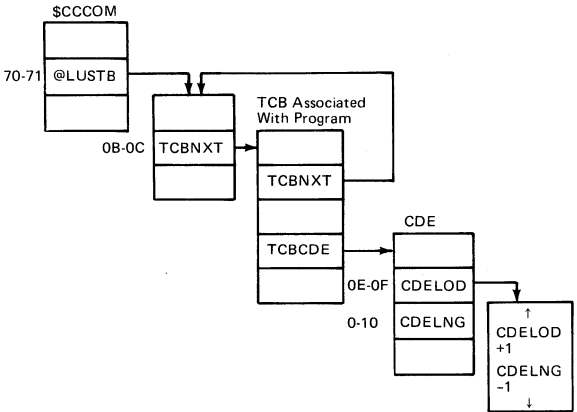 $CCCOM
70-71 @LUSTB
TCB Associated
With Program
0B-0C TCBNXT
TCBNXT
TCBCDE
CDE
0E-0F CDELOD
0-10 CDELNG
↑
CDELOD
+1
CDELNG
-1
↓